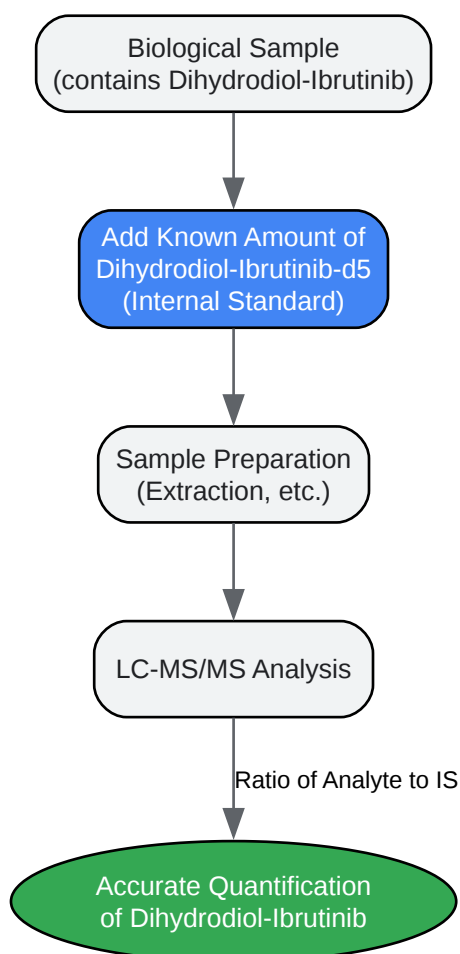 Biological Sample
(contains Dihydrodiol-Ibrutinib)
Add Known Amount of
Dihydrodiol-Ibrutinib-d5
(Internal Standard)
Sample Preparation
(Extraction, etc.)
LC-MS/MS Analysis
Ratio of Analyte to IS
Accurate Quantification
of Dihydrodiol-Ibrutinib